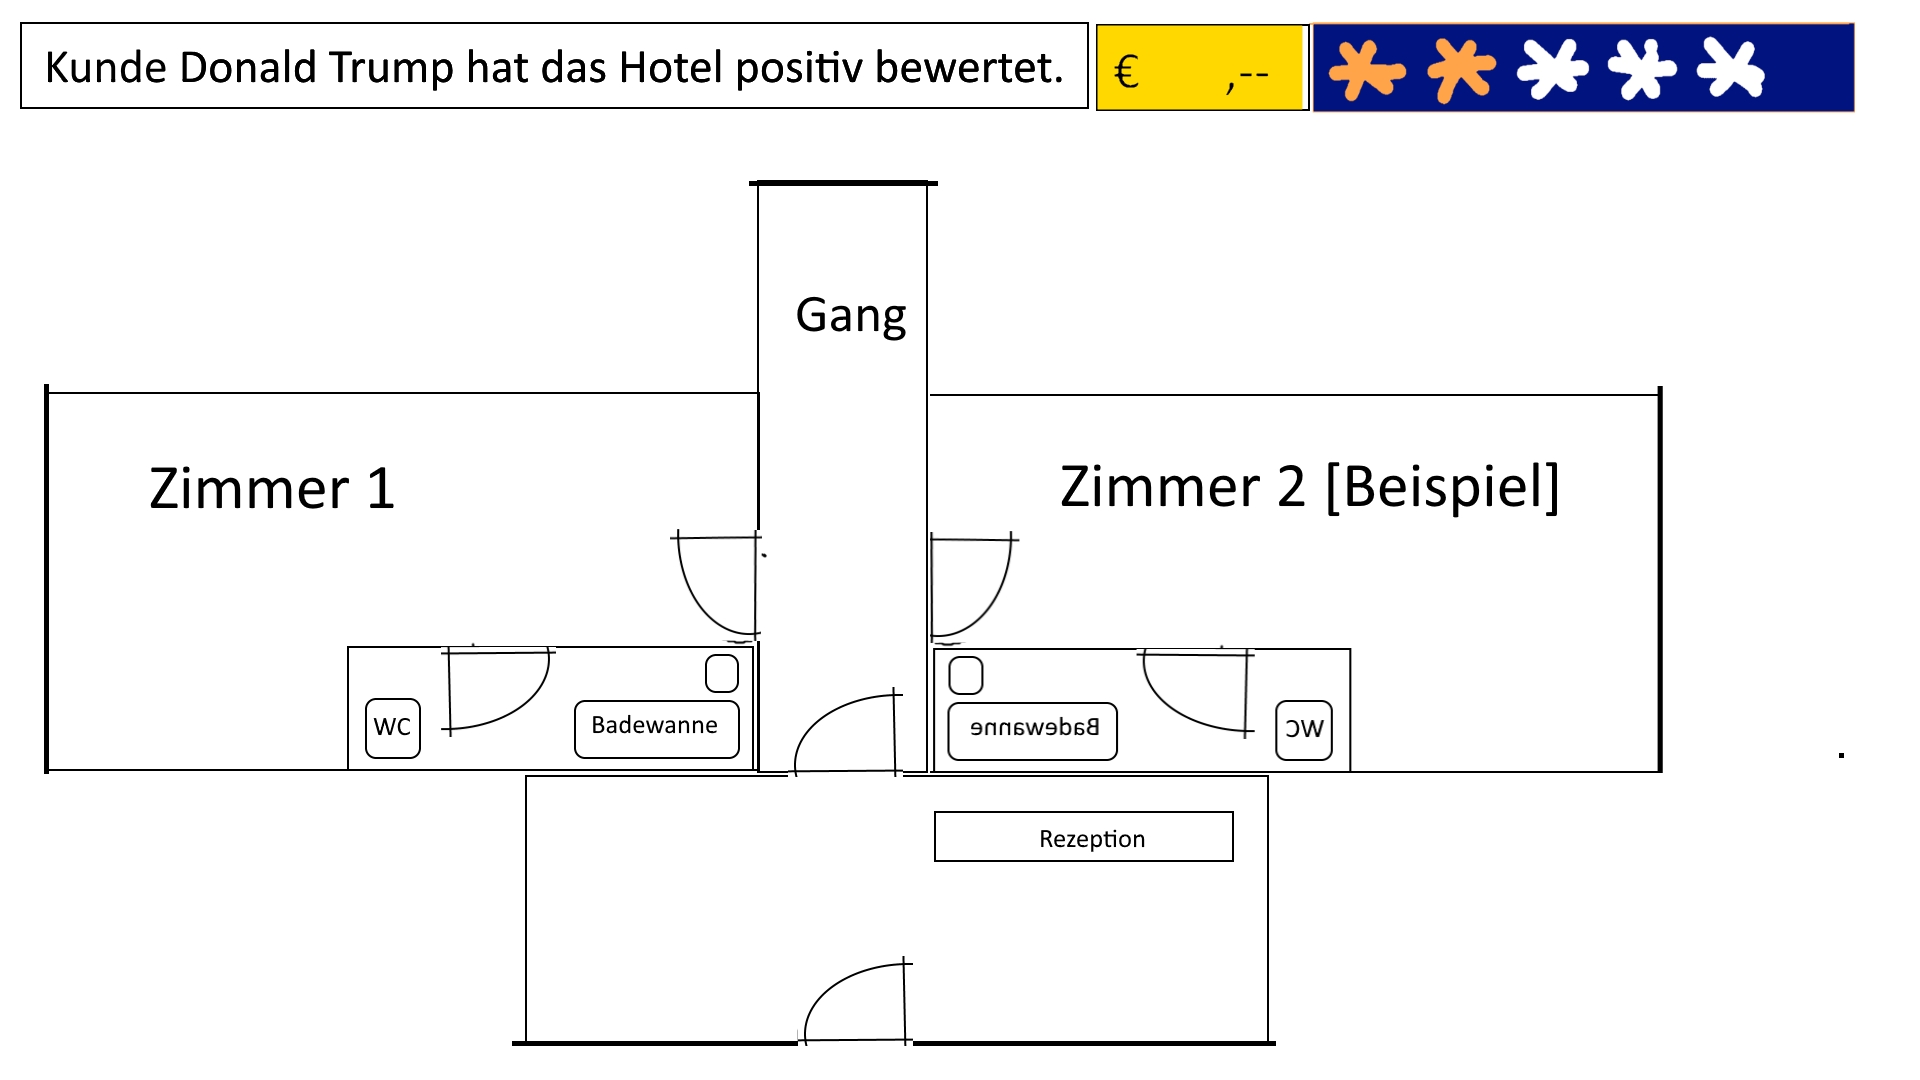 Kunde Donald Trump hat das Hotel positiv bewertet.
€ ,--
Gang
Zimmer 1
Zimmer 2 [Beispiel]
WC
Badewanne
Badewanne
WC
Rezeption